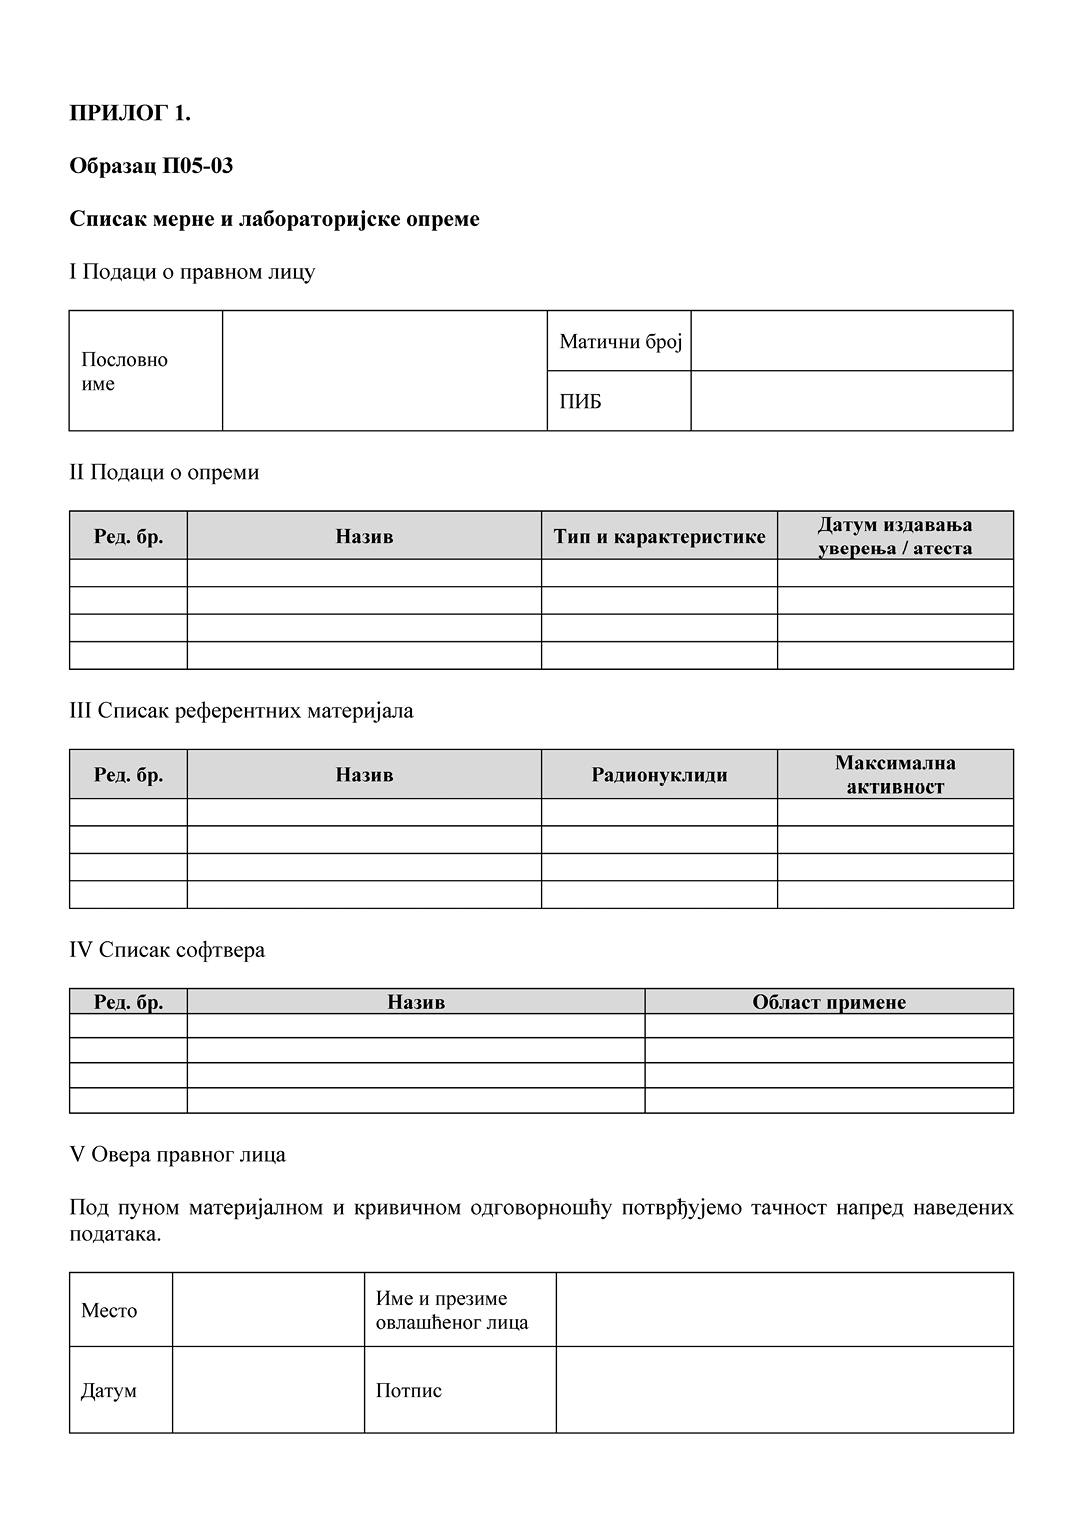 ПРИЛОГ 1.
Образац П05-03
Списак мерне и лабораторијске опреме
I Подаци о правном лицу
Пословно
име
Матични број
ПИБ
II Подаци о опреми
Ред. бр. Назив Тип и карактеристике Датум издавања
уверења / атеста
III Списак референтних материјала
Ред. бр. Назив Радионуклиди Максимална
активност
IV Списак софтвера
Ред. бр. Назив Област примене
V Овера правног лица
Под пуном материјалном и кривичном одговорношћу потврђујемо тачност напред наведених
података.
Место
Име и презиме
овлашћеног лица
Датум
Потпис